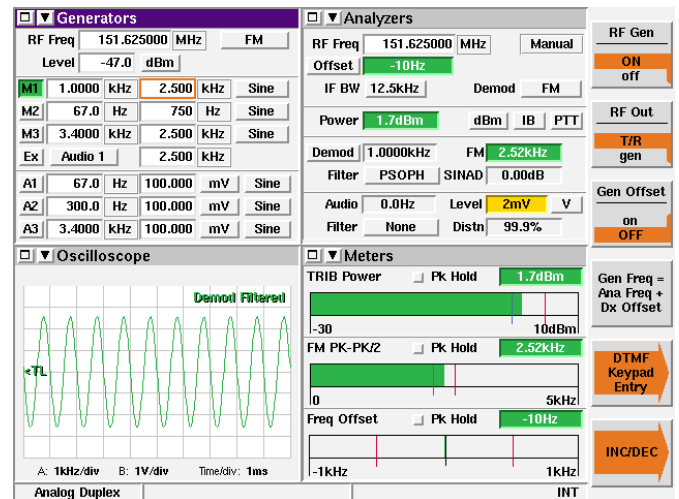 Generators
RF Freq 151.625000 MHz FM
Level -47.0 dBm
M1 1.0000 kHz 2.500 kHz Sine
M2 67.0 Hz 750 Hz Sine
M3 3.4000 kHz 2.500 kHz Sine
Ex Audio 1 2.500 kHz
A1 67.0 Hz 100.000 mV Sine
A2 300.0 Hz 100.000 mV Sine
A3 3.4000 kHz 100.000 mV Sine
Analyzers
RF Freq 151.625000 MHz Manual
Offset -10Hz
IF BW 12.5kHz Demod FM
Power 1.7dBm dBm IB PTT
Demod 1.0000kHz FM 2.52kHz
Filter PSOPH SINAD 0.00dB
Audio 0.0Hz Level 2mV V
Filter None Distn 99.9%
Oscilloscope
Demod Filtered
<TL
A: 1kHz/div B: 1V/div Time/div: 1ms
Meters
TRIB Power Pk Hold 1.7dBm
-30 10dBm
FM PK-PK/2 Pk Hold 2.52kHz
0 5kHz
Freq Offset Pk Hold -10Hz
-1kHz 1kHz
RF Gen
ON
off
RF Out
T/R
gen
Gen Offset
on
OFF
Gen Freq =
Ana Freq +
Dx Offset
DTMF
Keypad
Entry
INC/DEC
Analog Duplex INT